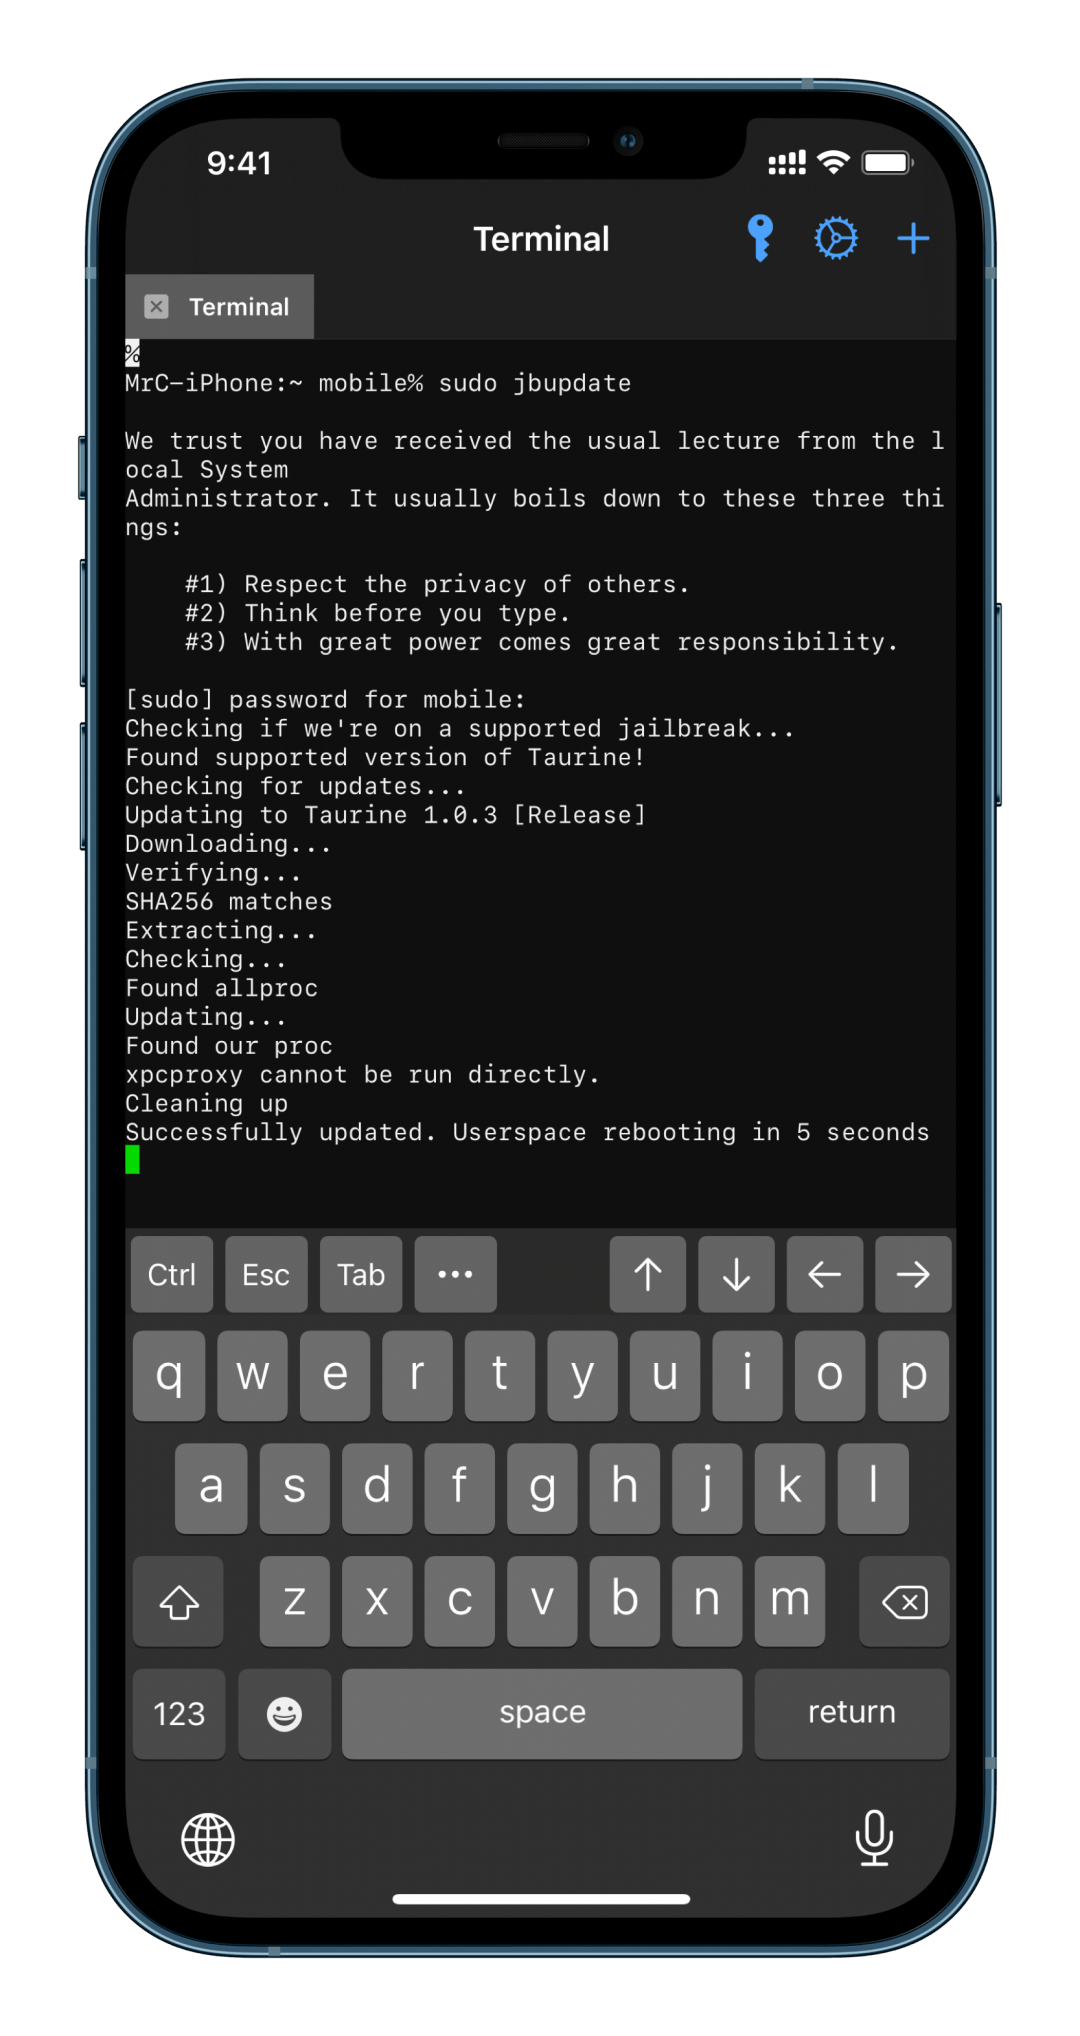 9:41
Terminal
Terminal
%
MrC-iPhone:~ mobile% sudo jbupdate
We trust you have received the usual lecture from the l
ocal System
Administrator. It usually boils down to these three thi
ngs:
#1) Respect the privacy of others.
#2) Think before you type.
#3) With great power comes great responsibility.
[sudo] password for mobile:
Checking if we're on a supported jailbreak...
Found supported version of Taurine!
Checking for updates...
Updating to Taurine 1.0.3 [Release]
Downloading...
Verifying...
SHA256 matches
Extracting...
Checking...
Found allproc
Updating...
Found our proc
xpcproxy cannot be run directly.
Cleaning up
Successfully updated. Userspace rebooting in 5 seconds
Ctrl Esc Tab ••• ↑ ↓ ← →
q w e r t y u i o p
a s d f g h j k l
z x c v b n m
123 space return